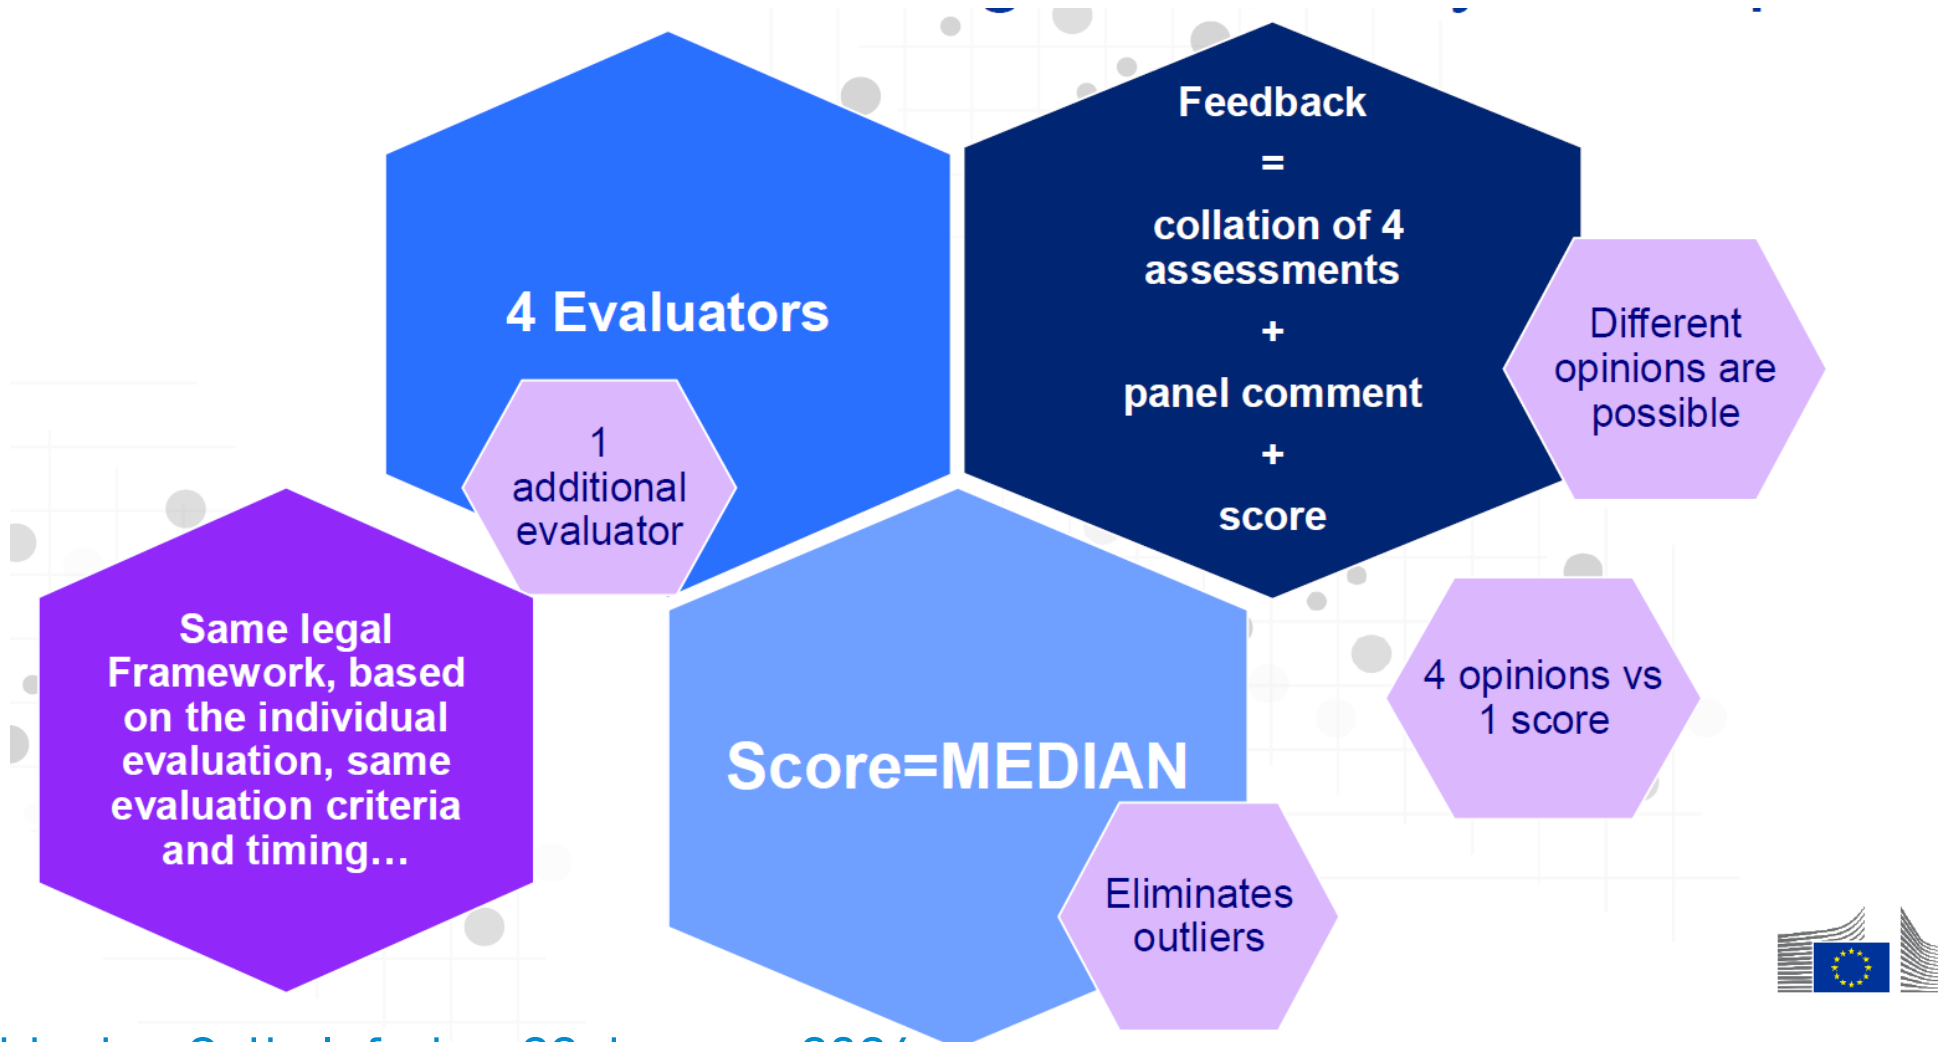 4 Evaluators
1
additional
evaluator
Feedback
=
collation of 4
assessments
+
panel comment
+
score
Different
opinions are
possible
Same legal
Framework, based
on the individual
evaluation, same
evaluation criteria
and timing…
Score=MEDIAN
Eliminates
outliers
4 opinions vs
1 score